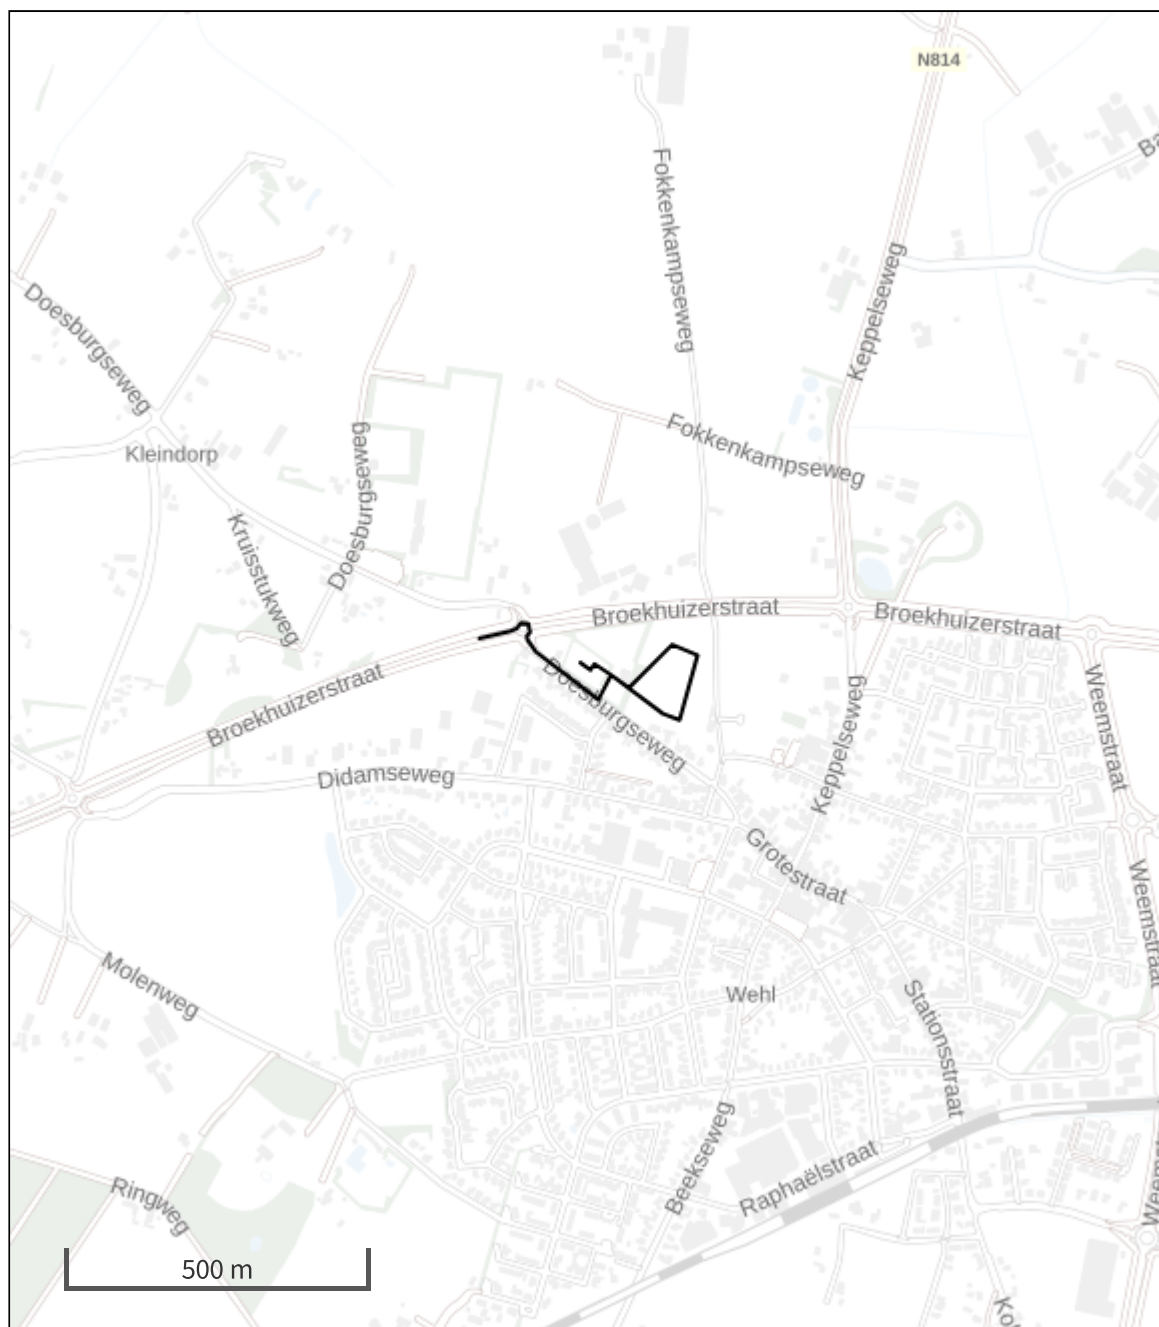 N814
Ba
Fokkenkampseweg
Keppelseweg
Doesburgseweg
Fokkenkampseweg
Kleindorp
Doesburgseweg
Kruisstukweg
Broekhuizerstraat
Broekhuizerstraat
Broekhuizerstraat
Doesburgseweg
Keppelseweg
Weemstraat
Didamseweg
Grotestraat
Weemstraat
Molenweg
Wehl
Stationsstraat
Beekseweg
Raphaëlstraat
Ringweg
500 m